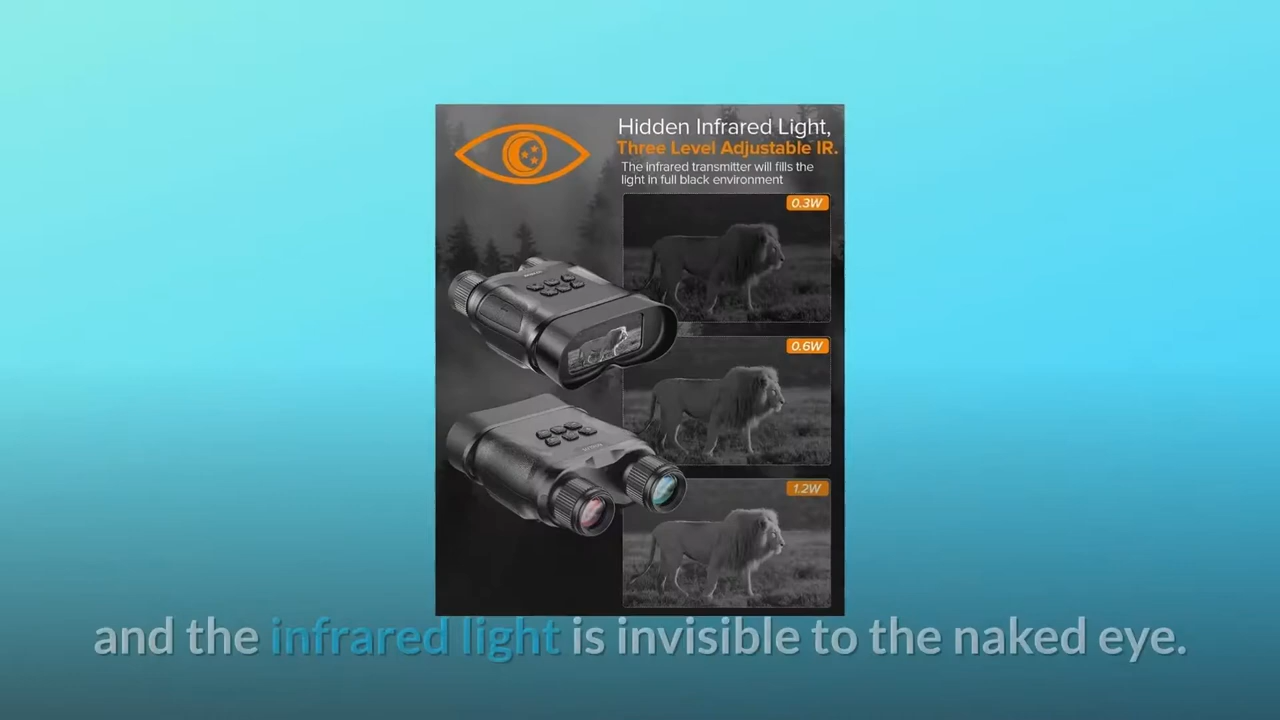 Hidden Infrared Light,
Three Level Adjustable IR.
The infrared transmitter will fills the
light in full black environment
0.3W
0.6W
1.2W
and the infrared light is invisible to the naked eye.